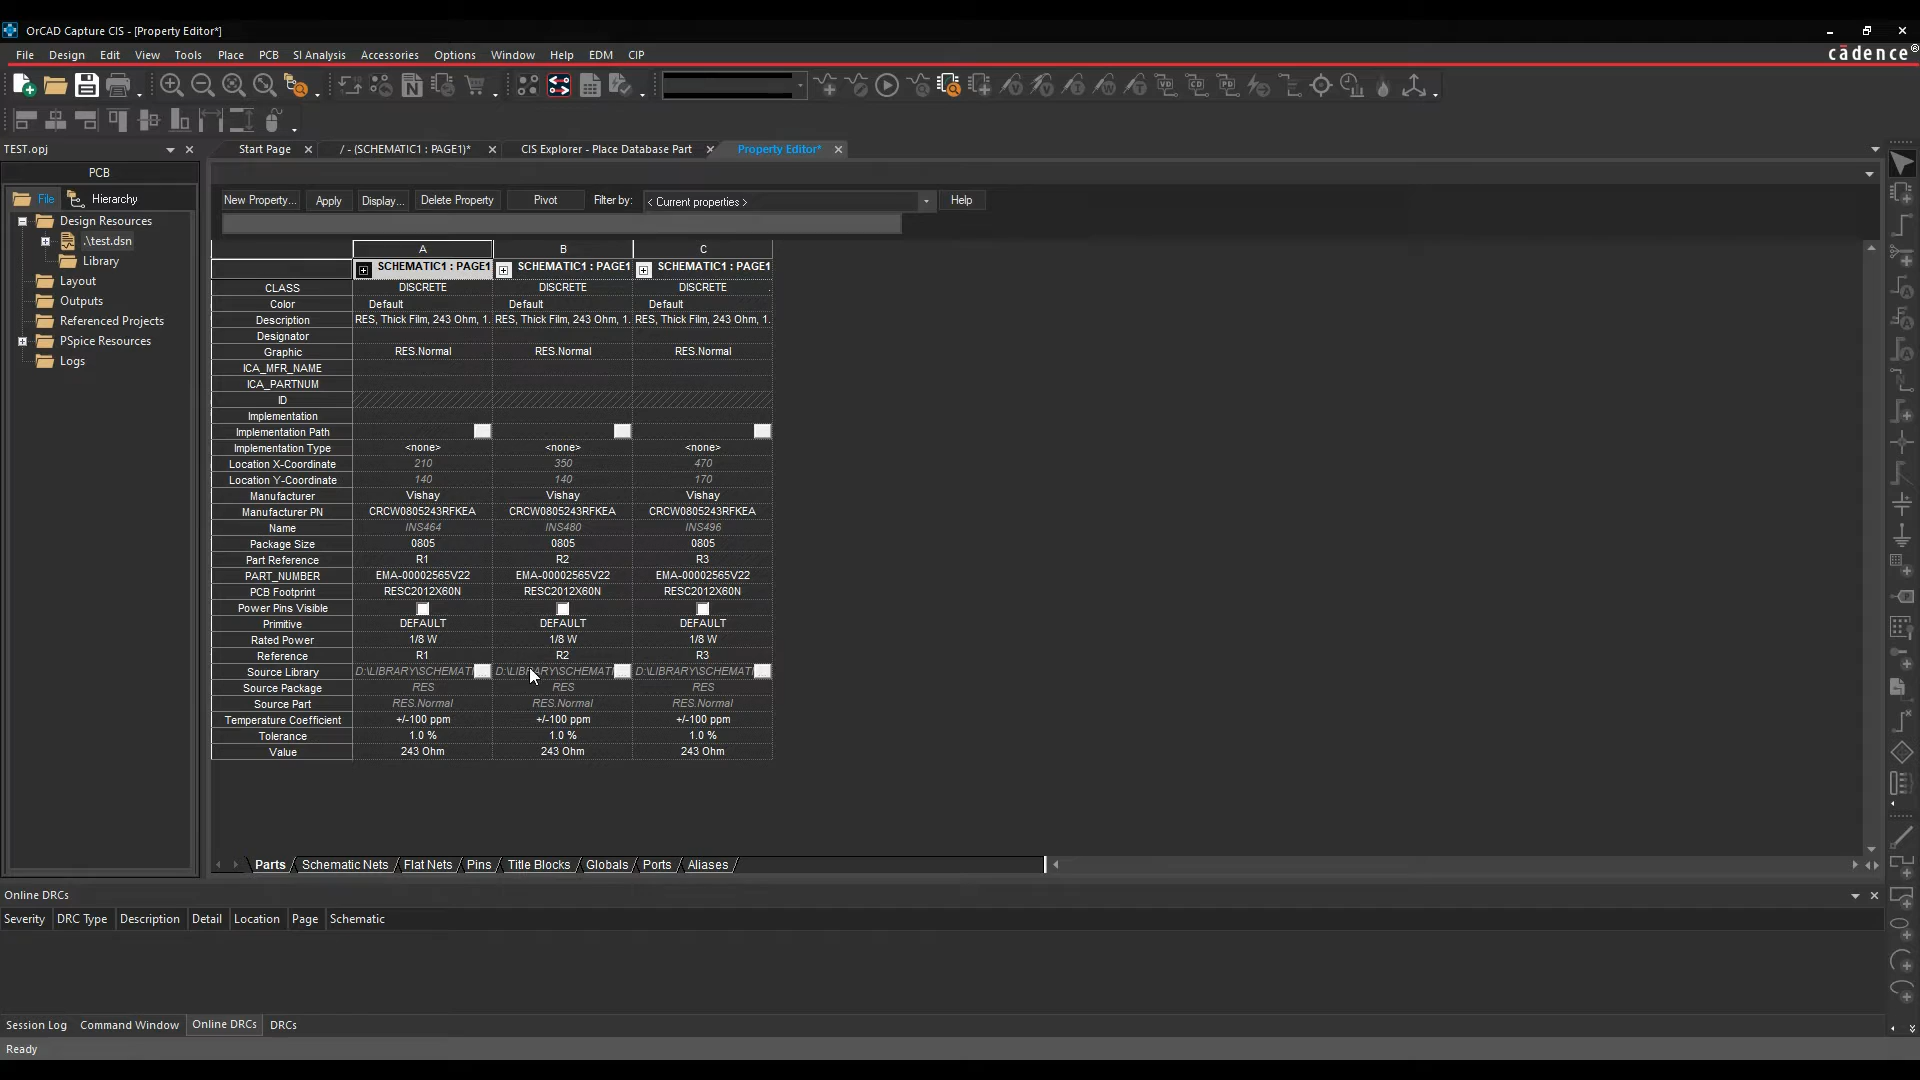 OrCAD Capture CIS - [Property Editor*]
File Design Edit View Tools Place PCB SI Analysis Accessories Options Window Help EDM CIP
cādence®
TEST.opj
Start Page / - (SCHEMATIC1 : PAGE1)* CIS Explorer - Place Database Part Property Editor*
PCB
File Hierarchy
Design Resources
.\test.dsn
Library
Layout
Outputs
Referenced Projects
PSpice Resources
Logs
New Property... Apply Display... Delete Property Pivot Filter by: < Current properties > Help
A B C
SCHEMATIC1 : PAGE1 SCHEMATIC1 : PAGE1 SCHEMATIC1 : PAGE1
CLASS DISCRETE DISCRETE DISCRETE
Color Default Default Default
Description RES, Thick Film, 243 Ohm, 1. RES, Thick Film, 243 Ohm, 1. RES, Thick Film, 243 Ohm, 1.
Designator
Graphic RES.Normal RES.Normal RES.Normal
ICA_MFR_NAME
ICA_PARTNUM
ID
Implementation
Implementation Path
Implementation Type <none> <none> <none>
Location X-Coordinate 210 350 470
Location Y-Coordinate 140 140 170
Manufacturer Vishay Vishay Vishay
Manufacturer PN CRCW0805243RFKEA CRCW0805243RFKEA CRCW0805243RFKEA
Name INS464 INS480 INS496
Package Size 0805 0805 0805
Part Reference R1 R2 R3
PART_NUMBER EMA-00002565V22 EMA-00002565V22 EMA-00002565V22
PCB Footprint RESC2012X60N RESC2012X60N RESC2012X60N
Power Pins Visible
Primitive DEFAULT DEFAULT DEFAULT
Rated Power 1/8 W 1/8 W 1/8 W
Reference R1 R2 R3
Source Library D:\LIBRARY\SCHEMATI D:\LIBRARY\SCHEMATI D:\LIBRARY\SCHEMATI
Source Package RES RES RES
Source Part RES.Normal RES.Normal RES.Normal
Temperature Coefficient +/-100 ppm +/-100 ppm +/-100 ppm
Tolerance 1.0 % 1.0 % 1.0 %
Value 243 Ohm 243 Ohm 243 Ohm
Parts Schematic Nets Flat Nets Pins Title Blocks Globals Ports Aliases
Online DRCs
Severity DRC Type Description Detail Location Page Schematic
Session Log Command Window Online DRCs DRCs
Ready